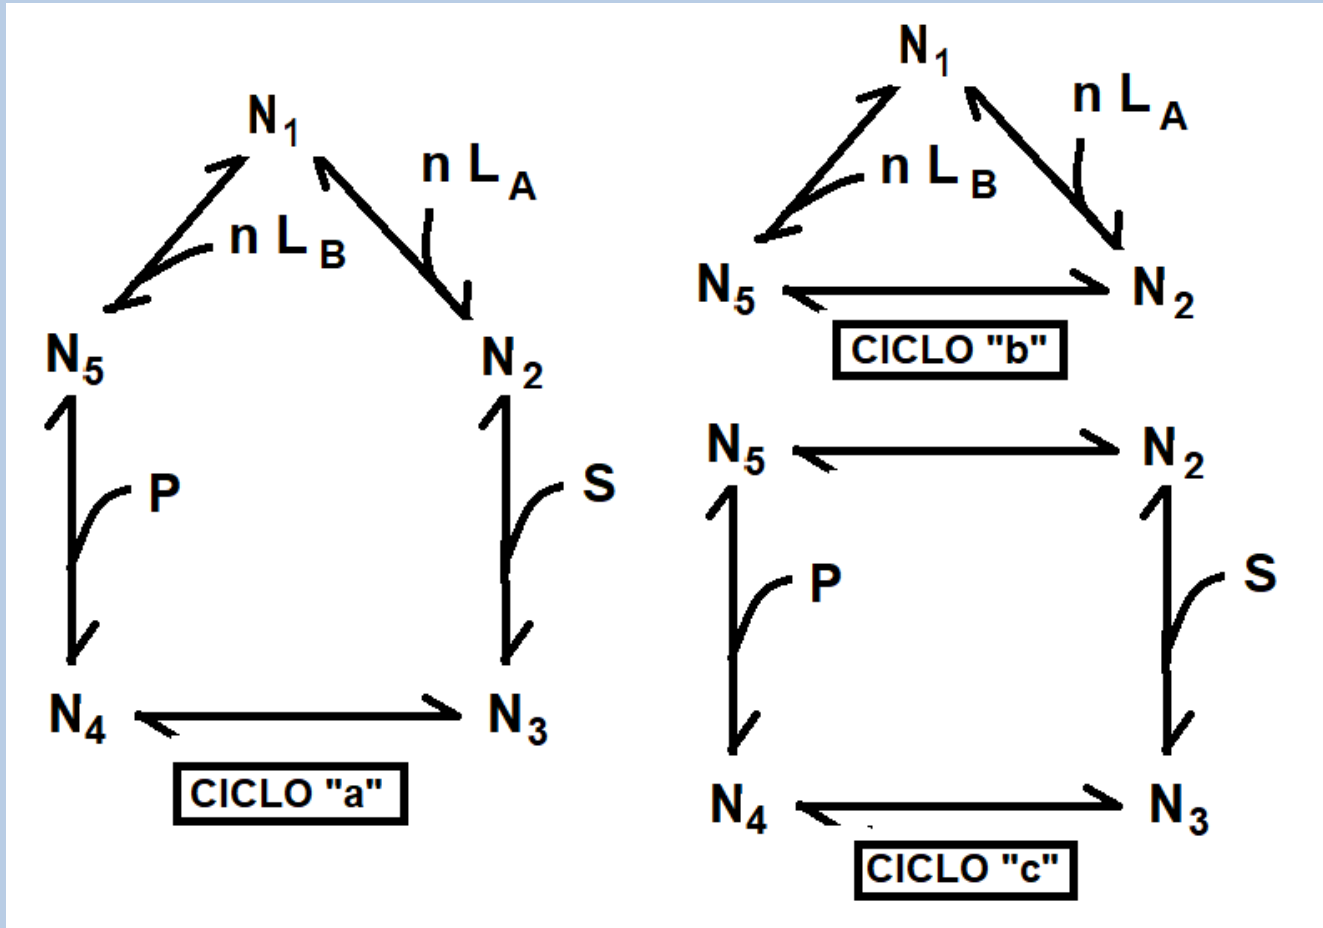 N1
n LA
n LB
N5
N2
P
S
N4
N3
CICLO "a"
N1
n LA
n LB
N5
N2
CICLO "b"
N5
N2
P
S
N4
N3
CICLO "c"